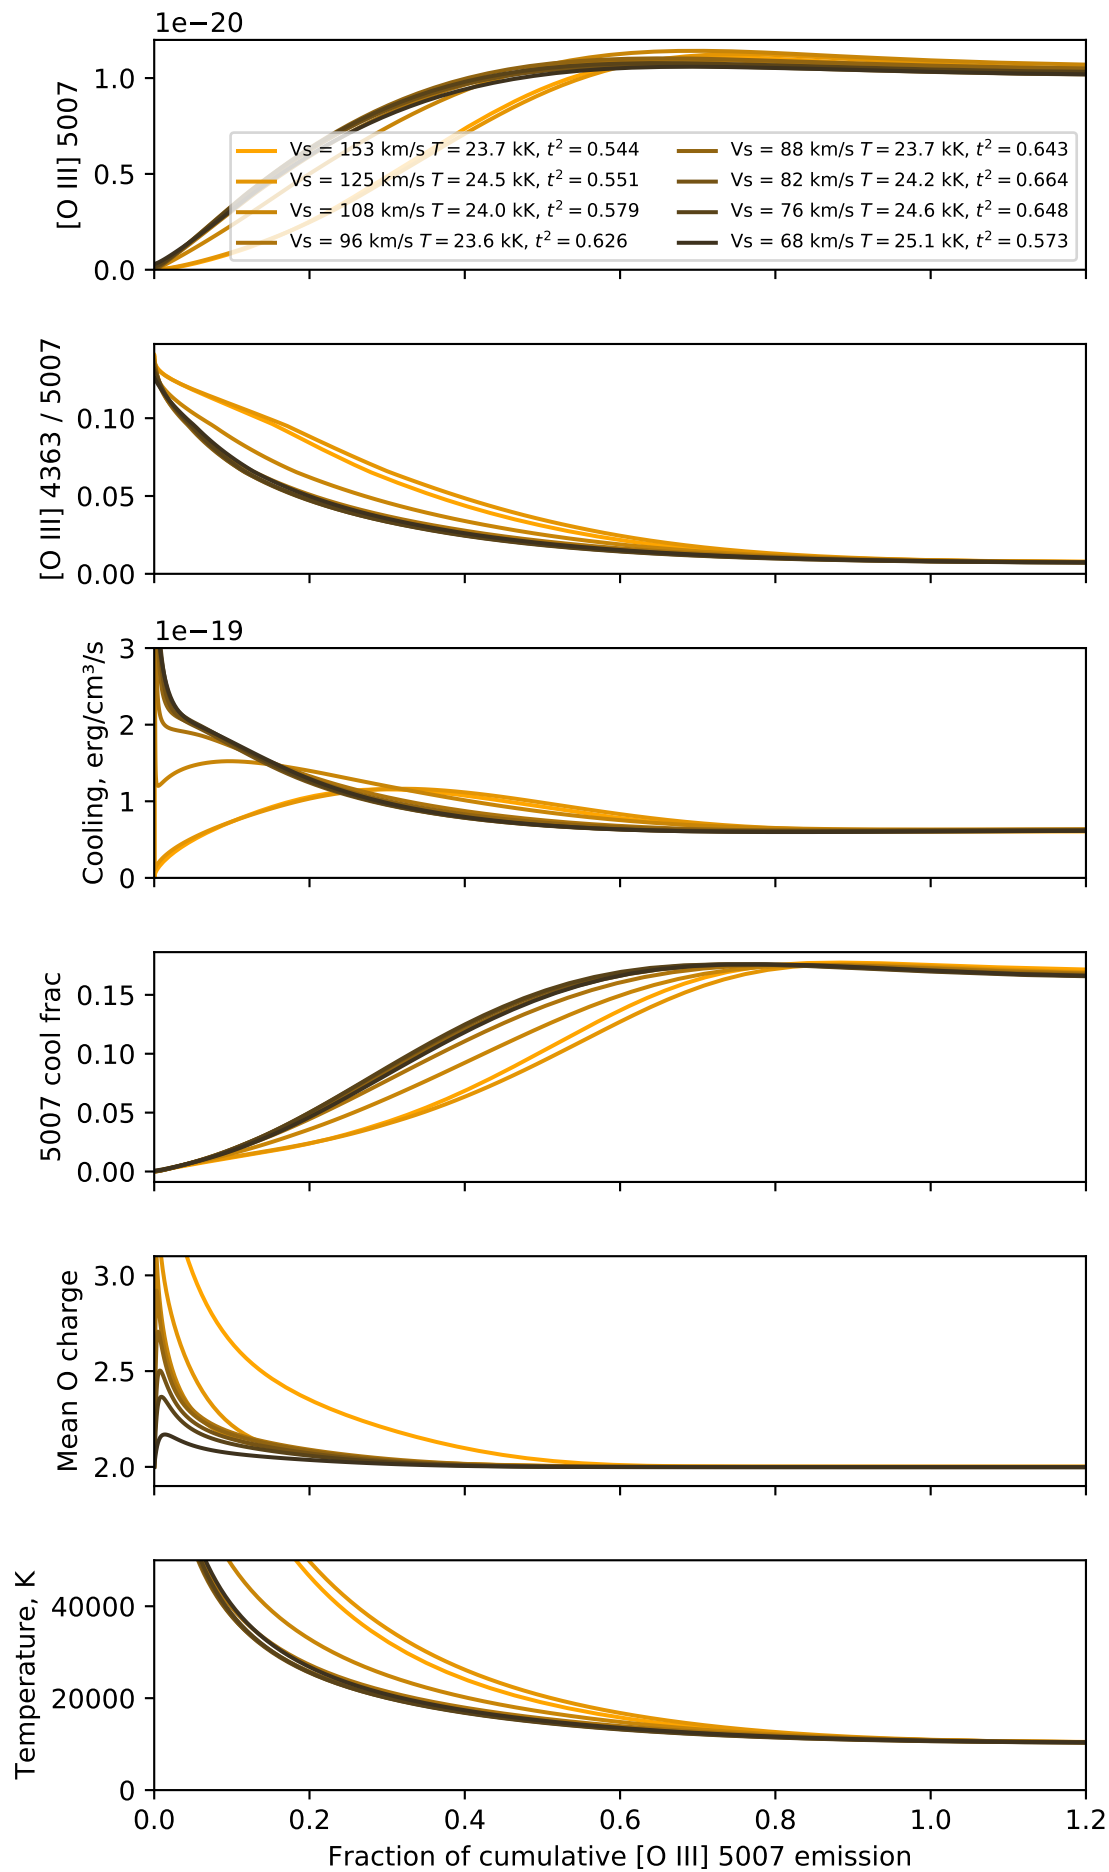 1e−20
[O III] 5007
1.0
0.5
0.0
Vs = 153 km/s T = 23.7 kK, t² = 0.544
Vs = 125 km/s T = 24.5 kK, t² = 0.551
Vs = 108 km/s T = 24.0 kK, t² = 0.579
Vs = 96 km/s T = 23.6 kK, t² = 0.626
Vs = 88 km/s T = 23.7 kK, t² = 0.643
Vs = 82 km/s T = 24.2 kK, t² = 0.664
Vs = 76 km/s T = 24.6 kK, t² = 0.648
Vs = 68 km/s T = 25.1 kK, t² = 0.573
[O III] 4363 / 5007
0.10
0.05
0.00
1e−19
Cooling, erg/cm³/s
3
2
1
0
5007 cool frac
0.15
0.10
0.05
0.00
Mean O charge
3.0
2.5
2.0
Temperature, K
40000
20000
0
0.0 0.2 0.4 0.6 0.8 1.0 1.2
Fraction of cumulative [O III] 5007 emission